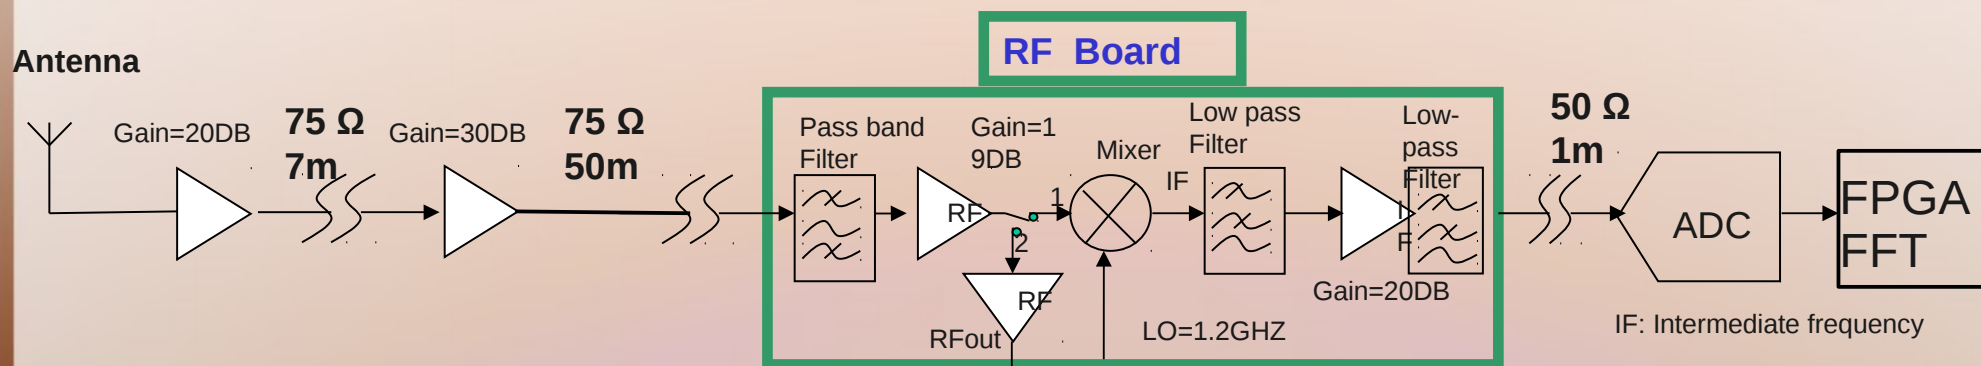 RF Board
Antenna
Gain=20DB
75 Ω
7m
Gain=30DB
75 Ω
50m
Pass band
Filter
Gain=1
9DB
Mixer
Low pass
Filter
Low-
pass
Filter
50 Ω
1m
RF
1
2
IF
I
F
ADC
FPGA
FFT
RF
RFout
LO=1.2GHZ
Gain=20DB
IF: Intermediate frequency